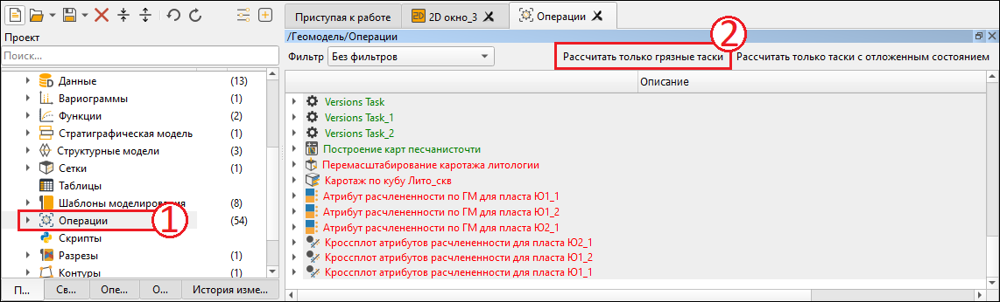 Проект
Поиск...
Данные (13)
Вариограммы (1)
Функции (2)
Стратиграфическая модель (1)
Структурные модели (3)
Сетки (1)
Таблицы
Шаблоны моделирования (8)
Операции (54)
1
Скрипты
Разрезы (1)
Контуры (1)
П... Св... Опе... О... История изме...
Приступая к работе 2D 2D окно_3 Операции
/Геомодель/Операции
2
Фильтр Без фильтров Рассчитать только грязные таски Рассчитать только таски с отложенным состоянием
Описание
Versions Task
Versions Task_1
Versions Task_2
Построение карт песчанисточти
Перемасштабирование каротажа литологии
Каротаж по кубу Лито_скв
Атрибут расчлененности по ГМ для пласта Ю1_1
Атрибут расчлененности по ГМ для пласта Ю1_2
Атрибут расчлененности по ГМ для пласта Ю2_1
Кроссплот атрибутов расчлененности для пласта Ю2_1
Кроссплот атрибутов расчлененности для пласта Ю1_2
Кроссплот атрибутов расчлененности для пласта Ю1_1